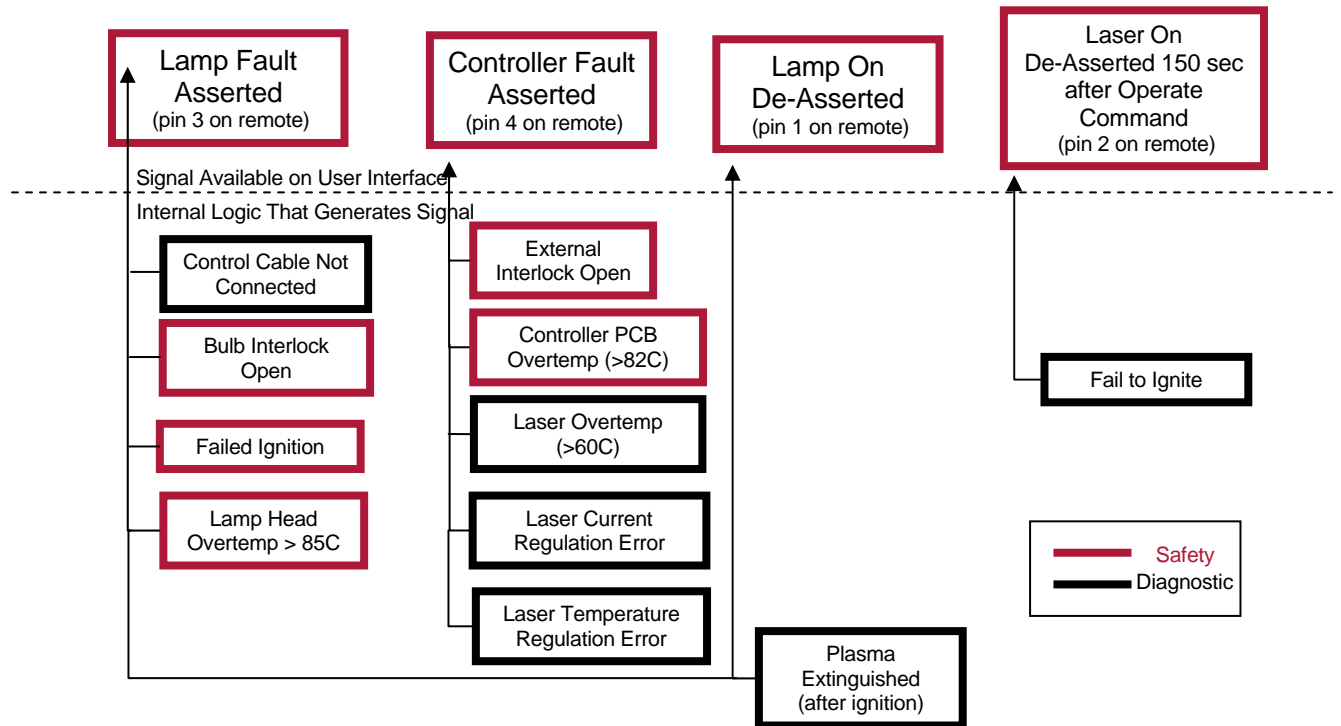 Lamp Fault
Asserted
(pin 3 on remote)
Controller Fault
Asserted
(pin 4 on remote)
Lamp On
De-Asserted
(pin 1 on remote)
Laser On
De-Asserted 150 sec
after Operate
Command
(pin 2 on remote)
Signal Available on User Interface
Internal Logic That Generates Signal
Control Cable Not
Connected
Bulb Interlock
Open
Failed Ignition
Lamp Head
Overtemp > 85C
External
Interlock Open
Controller PCB
Overtemp (>82C)
Laser Overtemp
(>60C)
Laser Current
Regulation Error
Laser Temperature
Regulation Error
Plasma
Extinguished
(after ignition)
Fail to Ignite
Safety
Diagnostic